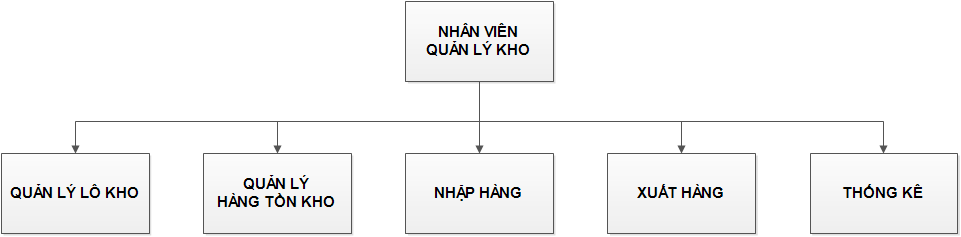 NHÂN VIÊN
QUẢN LÝ KHO
QUẢN LÝ LÔ KHO
QUẢN LÝ
HÀNG TỒN KHO
NHẬP HÀNG
XUẤT HÀNG
THỐNG KÊ